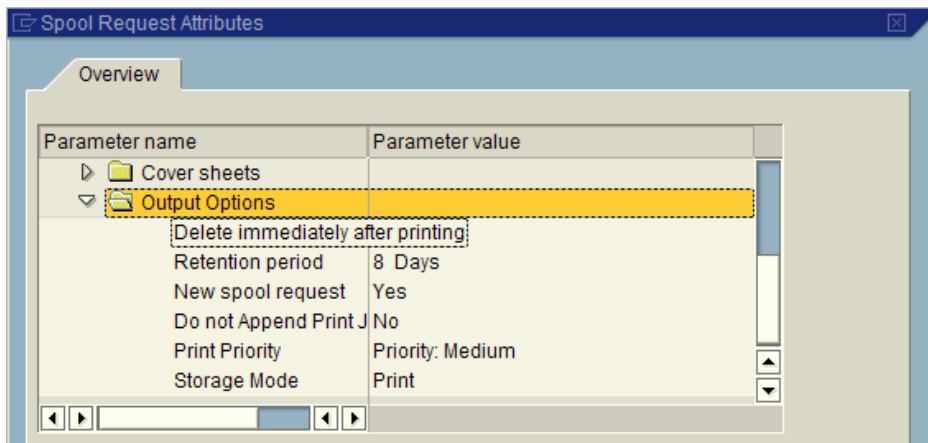 Spool Request Attributes
Overview
Parameter name Parameter value
Cover sheets
Output Options
Delete immediately after printing
Retention period 8 Days
New spool request Yes
Do not Append Print J No
Print Priority Priority: Medium
Storage Mode Print